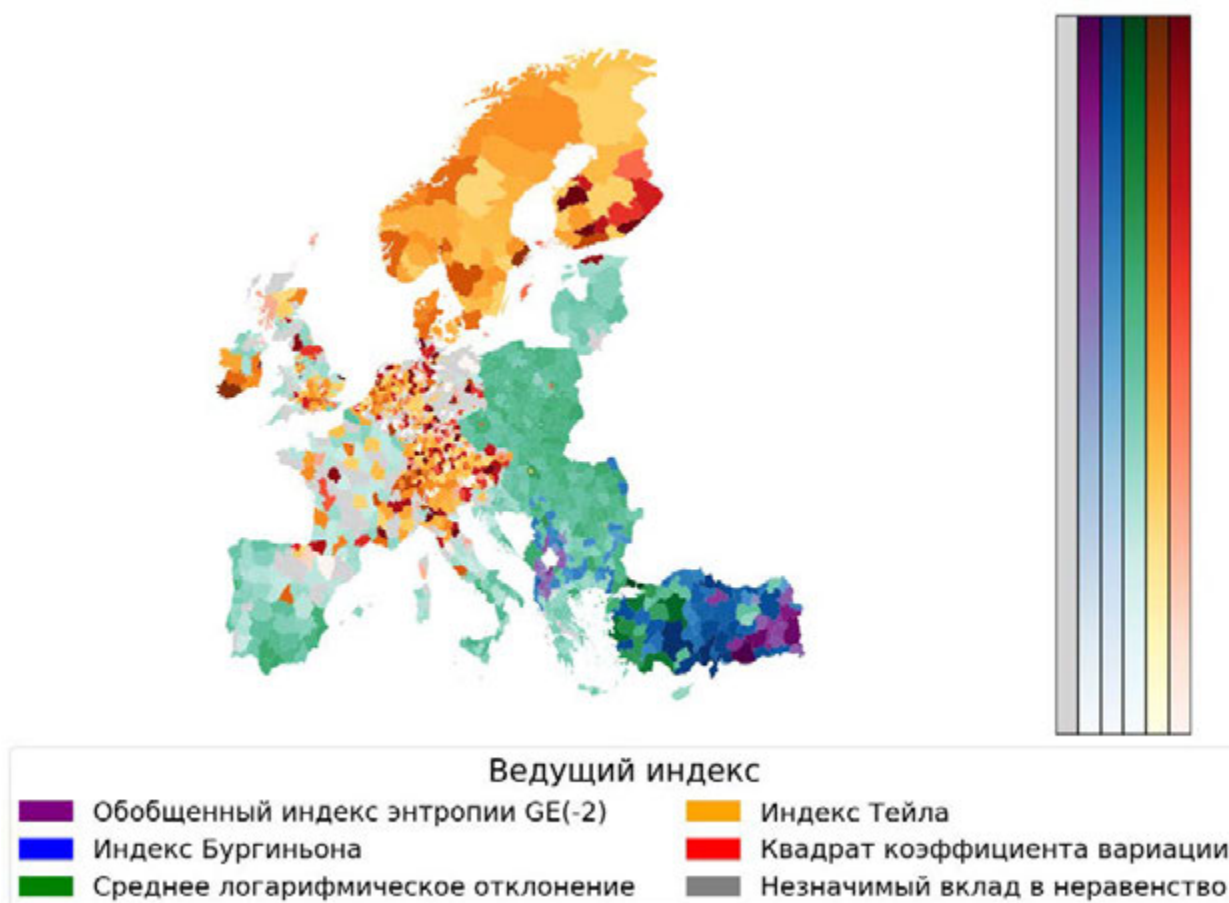 Ведущий индекс
Обобщенный индекс энтропии GE(-2)
Индекс Бургиньона
Среднее логарифмическое отклонение
Индекс Тейла
Квадрат коэффициента вариации
Незначимый вклад в неравенство